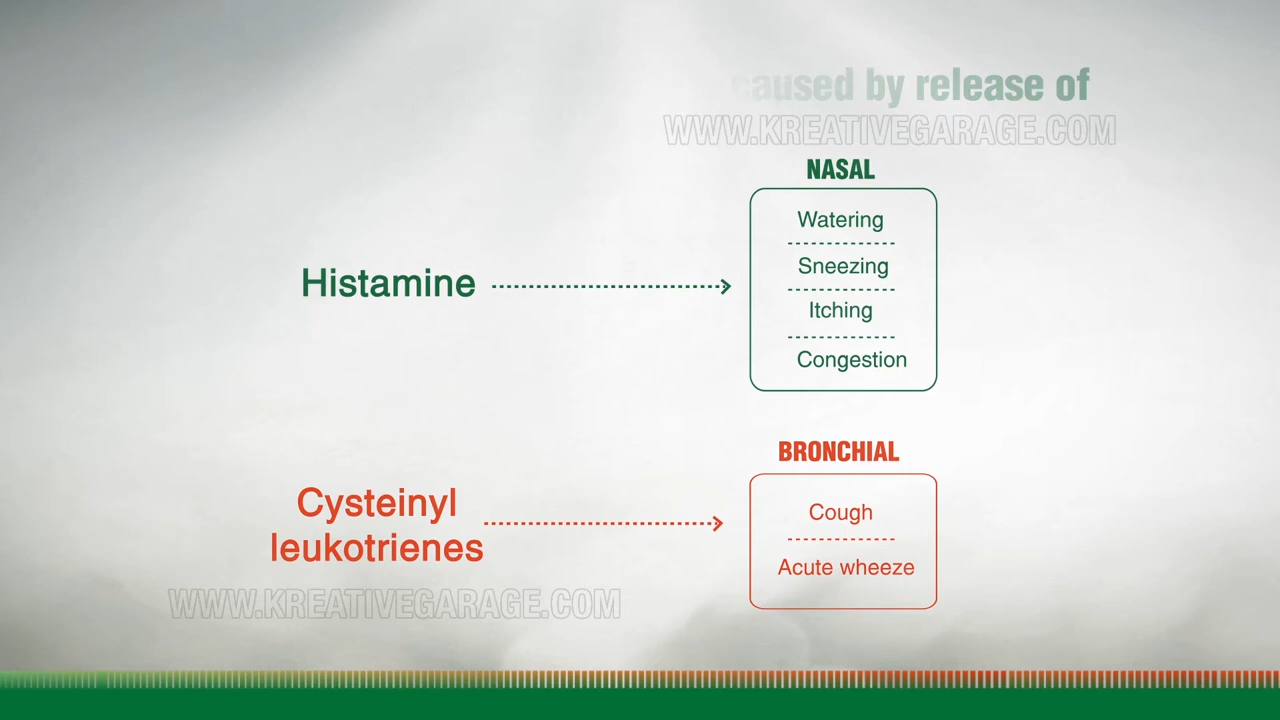 caused by release of
WWW.KREATIVEGARAGE.COM
NASAL
Watering
Sneezing
Histamine
Itching
Congestion
BRONCHIAL
Cysteinyl
leukotrienes
Cough
Acute wheeze
WWW.KREATIVEGARAGE.COM